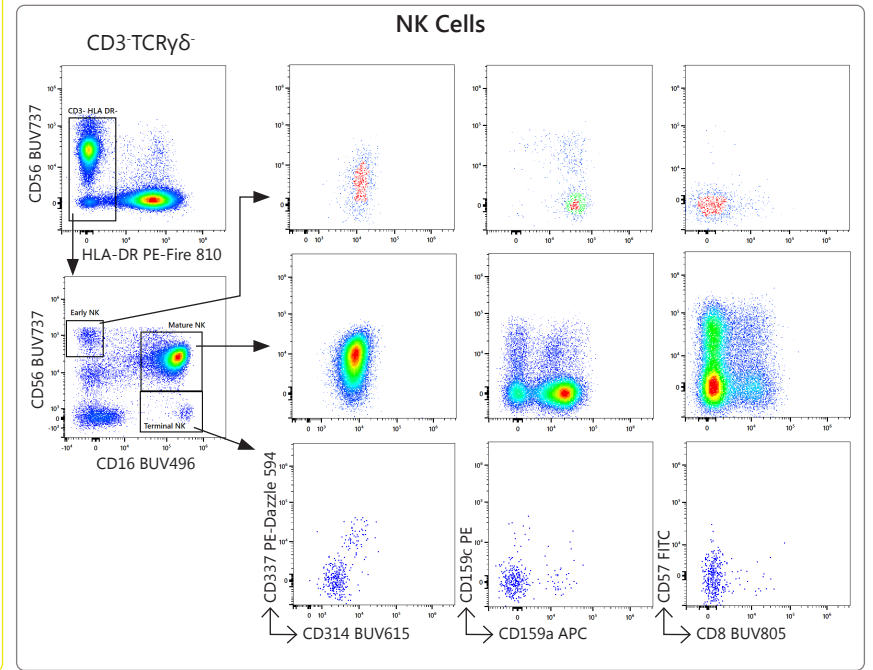 NK Cells
CD3⁻TCRγδ⁻
CD3- HLA DR-
CD56 BUV737
HLA-DR PE-Fire 810
Early NK
Mature NK
Terminal NK
CD56 BUV737
CD16 BUV496
CD337 PE-Dazzle 594
CD314 BUV615
CD159c PE
CD159a APC
CD57 FITC
CD8 BUV805